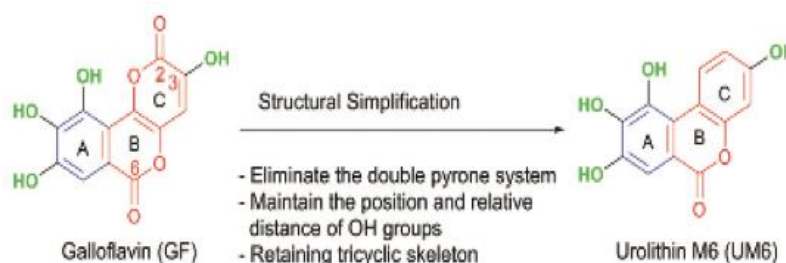 O
OH
O
2
3
C
OH
HO
A
B
HO
6
O
O
Galloflavin (GF)
Structural Simplification
- Eliminate the double pyrone system
- Maintain the position and relative
distance of OH groups
- Retaining tricyclic skeleton
OH
OH
C
HO
A
B
HO
O
O
Urolithin M6 (UM6)